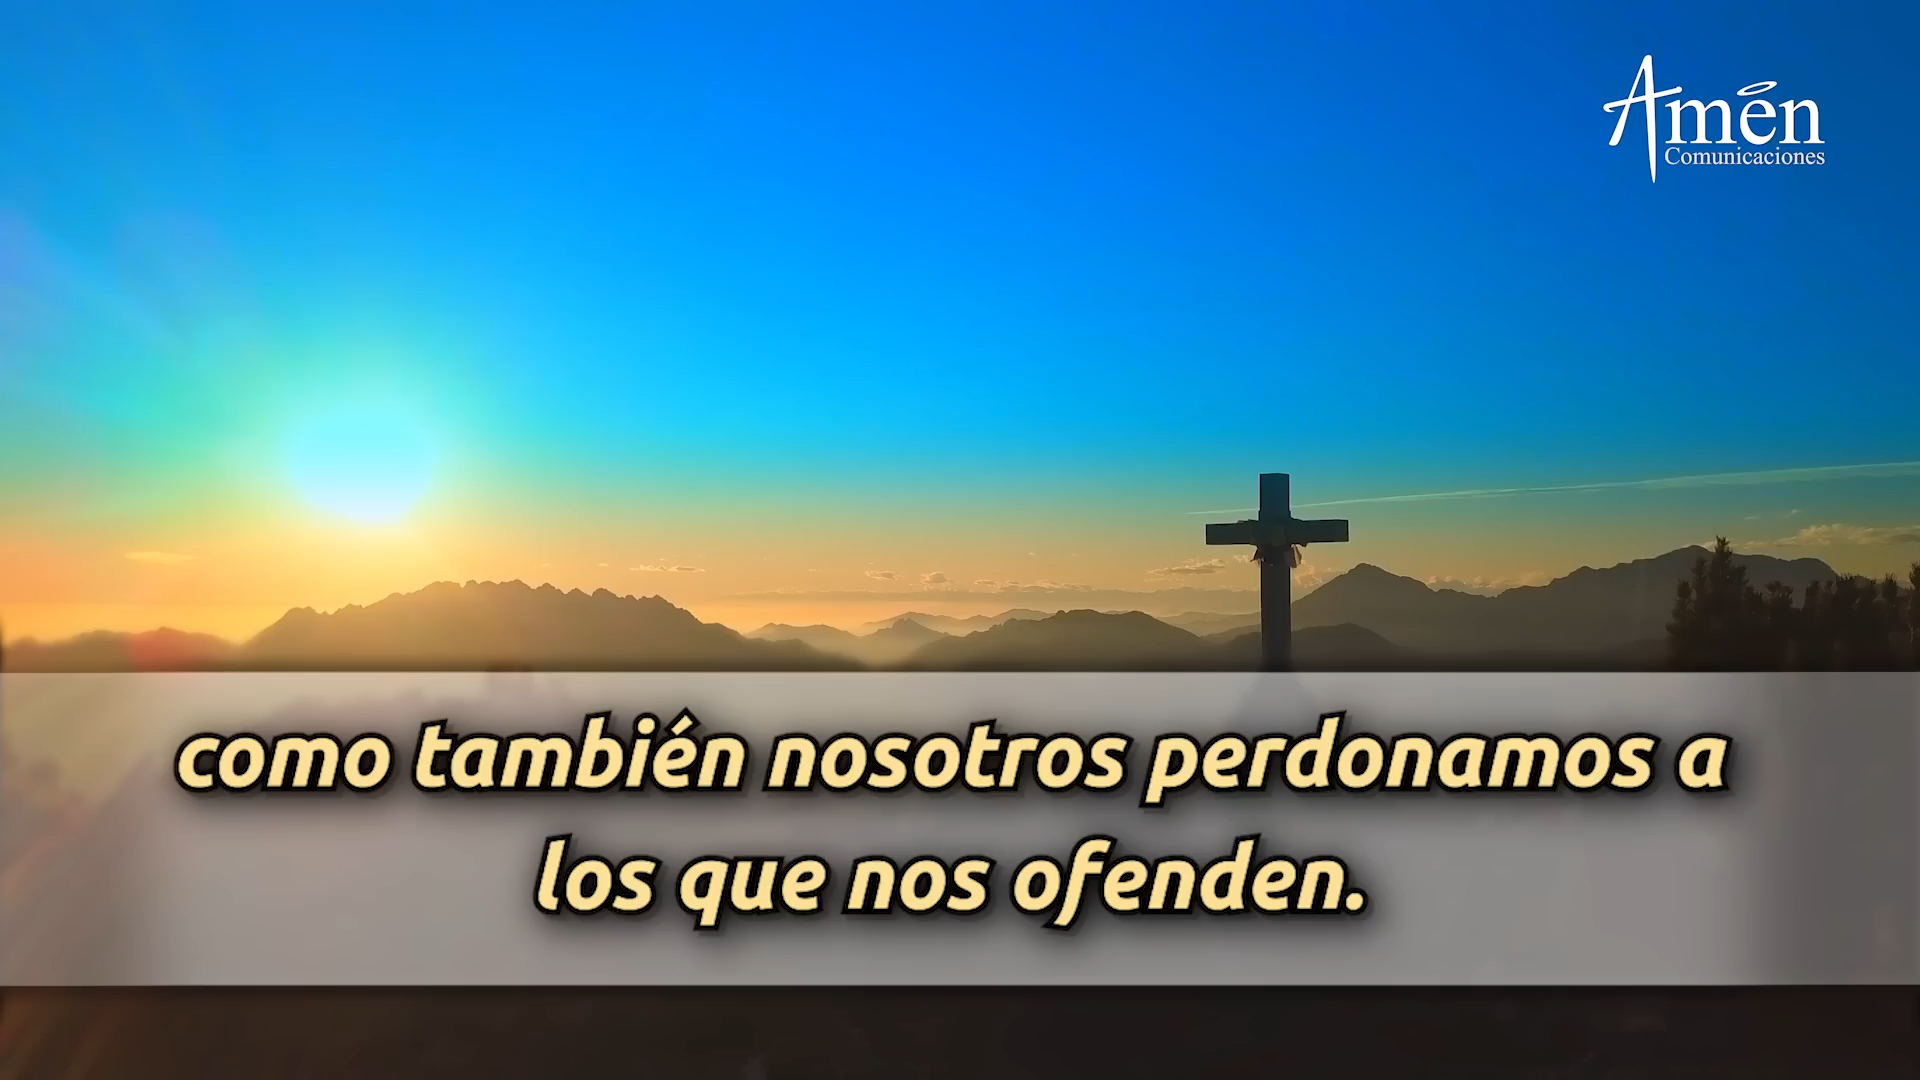 Amén
Comunicaciones
como también nosotros perdonamos a
los que nos ofenden.